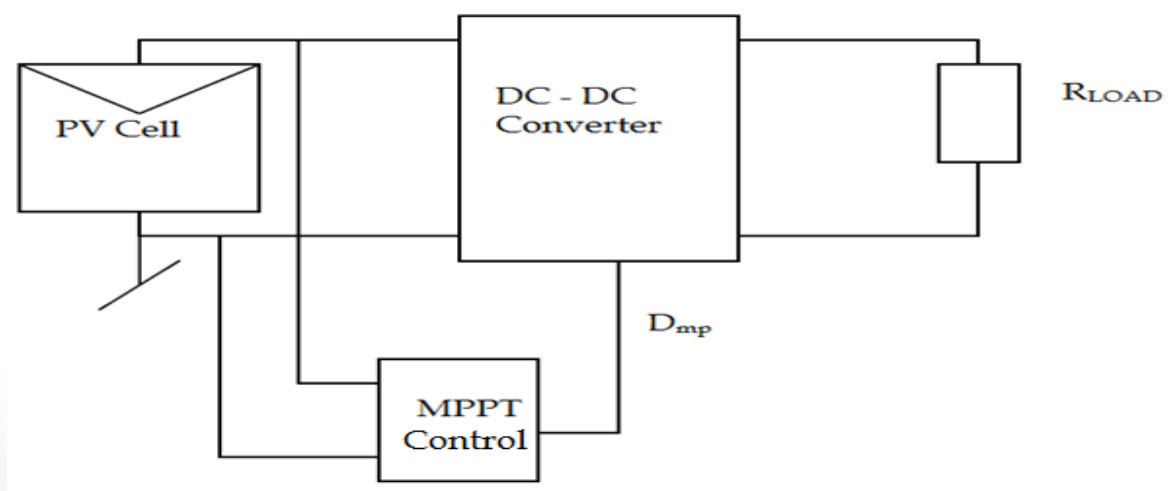 PV Cell
DC - DC
Converter
RLOAD
Dmp
MPPT
Control